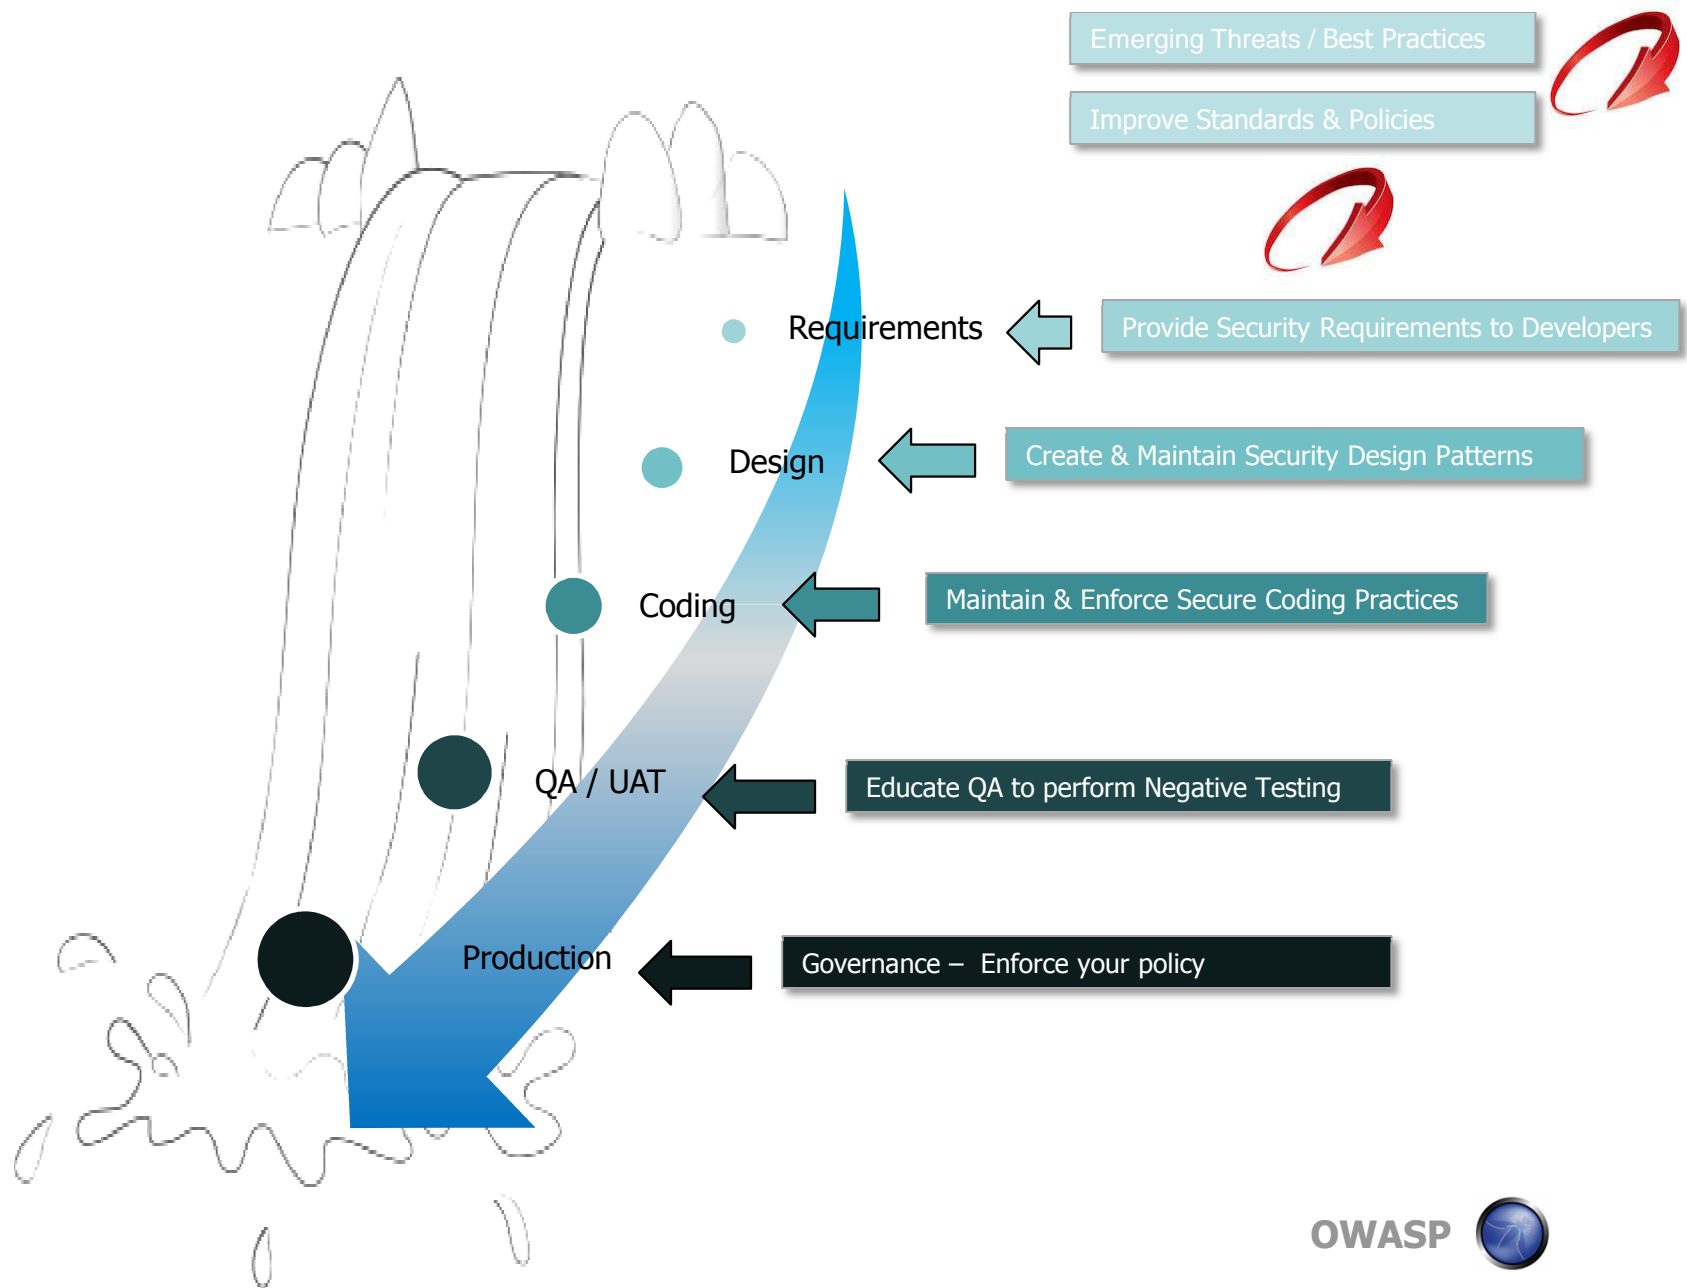 Emerging Threats / Best Practices
Improve Standards & Policies
Requirements
Provide Security Requirements to Developers
Design
Create & Maintain Security Design Patterns
Coding
Maintain & Enforce Secure Coding Practices
QA / UAT
Educate QA to perform Negative Testing
Production
Governance – Enforce your policy
OWASP